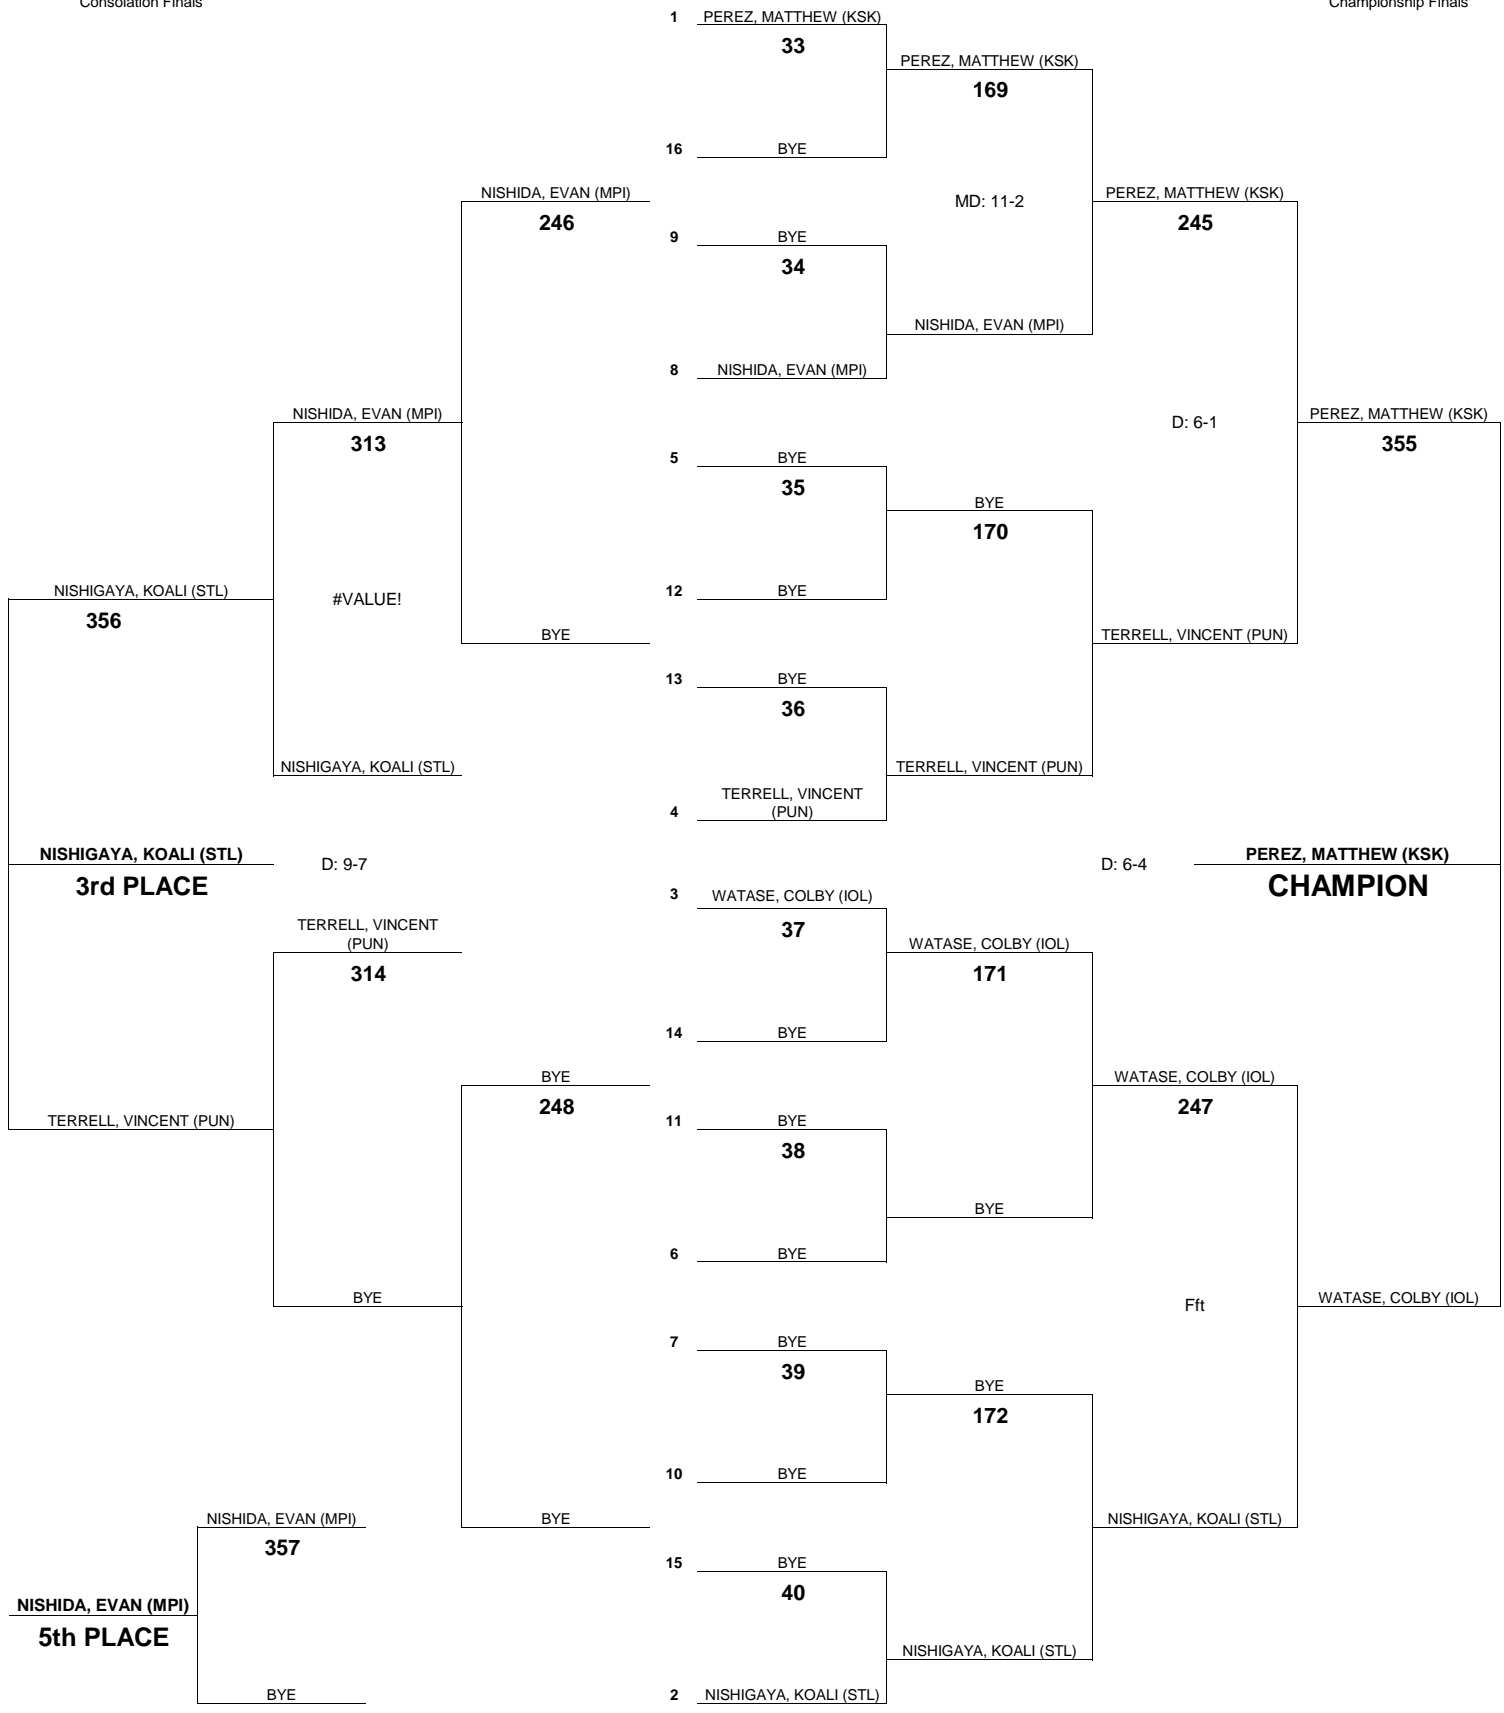 Consolation Finals
Championship Finals
1 PEREZ, MATTHEW (KSK)
33
PEREZ, MATTHEW (KSK)
169
16 BYE
NISHIDA, EVAN (MPI)
246
MD: 11-2
PEREZ, MATTHEW (KSK)
245
9 BYE
34
NISHIDA, EVAN (MPI)
8 NISHIDA, EVAN (MPI)
NISHIDA, EVAN (MPI)
313
D: 6-1
PEREZ, MATTHEW (KSK)
355
5 BYE
35
BYE
170
12 BYE
NISHIGAYA, KOALI (STL)
356
#VALUE!
BYE
TERRELL, VINCENT (PUN)
13 BYE
36
NISHIGAYA, KOALI (STL)
TERRELL, VINCENT (PUN)
TERRELL, VINCENT
(PUN)
4
NISHIGAYA, KOALI (STL)
3rd PLACE
D: 9-7
D: 6-4
PEREZ, MATTHEW (KSK)
CHAMPION
3 WATASE, COLBY (IOL)
37
TERRELL, VINCENT
(PUN)
314
WATASE, COLBY (IOL)
171
14 BYE
BYE
248
WATASE, COLBY (IOL)
247
TERRELL, VINCENT (PUN)
11 BYE
38
BYE
6 BYE
BYE
Fft
WATASE, COLBY (IOL)
7 BYE
39
BYE
172
10 BYE
NISHIDA, EVAN (MPI)
357
BYE
NISHIGAYA, KOALI (STL)
15 BYE
40
NISHIDA, EVAN (MPI)
5th PLACE
NISHIGAYA, KOALI (STL)
BYE
2 NISHIGAYA, KOALI (STL)